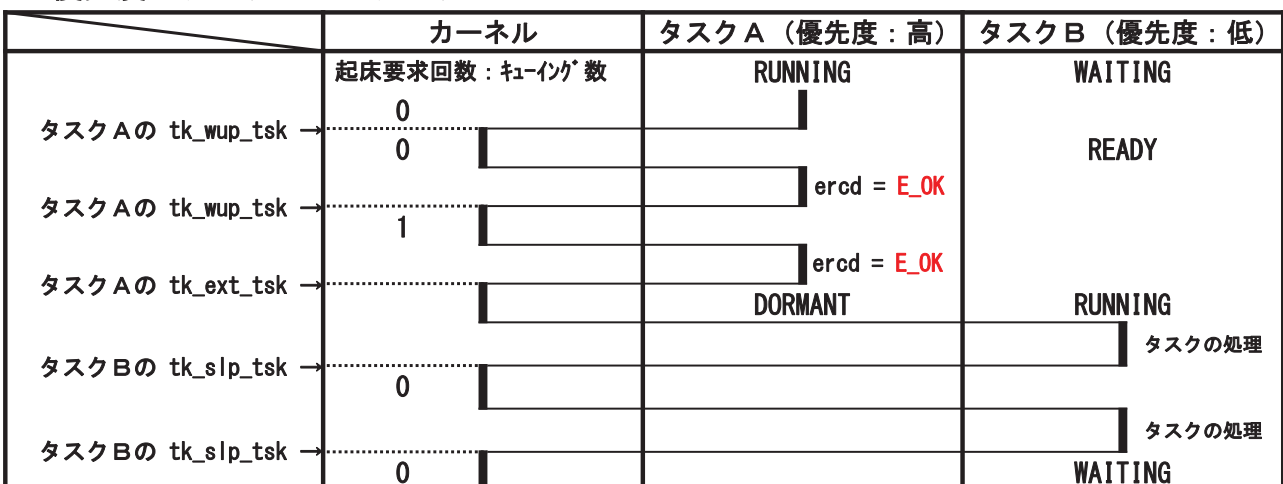 カーネル タスクA（優先度：高） タスクB（優先度：低）
起床要求回数：ｷｭｰｲﾝｸﾞ数 RUNNING WAITING
0
タスクAの tk_wup_tsk →
0 READY
ercd = E_OK
タスクAの tk_wup_tsk →
1
ercd = E_OK
タスクAの tk_ext_tsk →
DORMANT RUNNING
タスクの処理
タスクBの tk_slp_tsk →
0
タスクの処理
タスクBの tk_slp_tsk →
0 WAITING